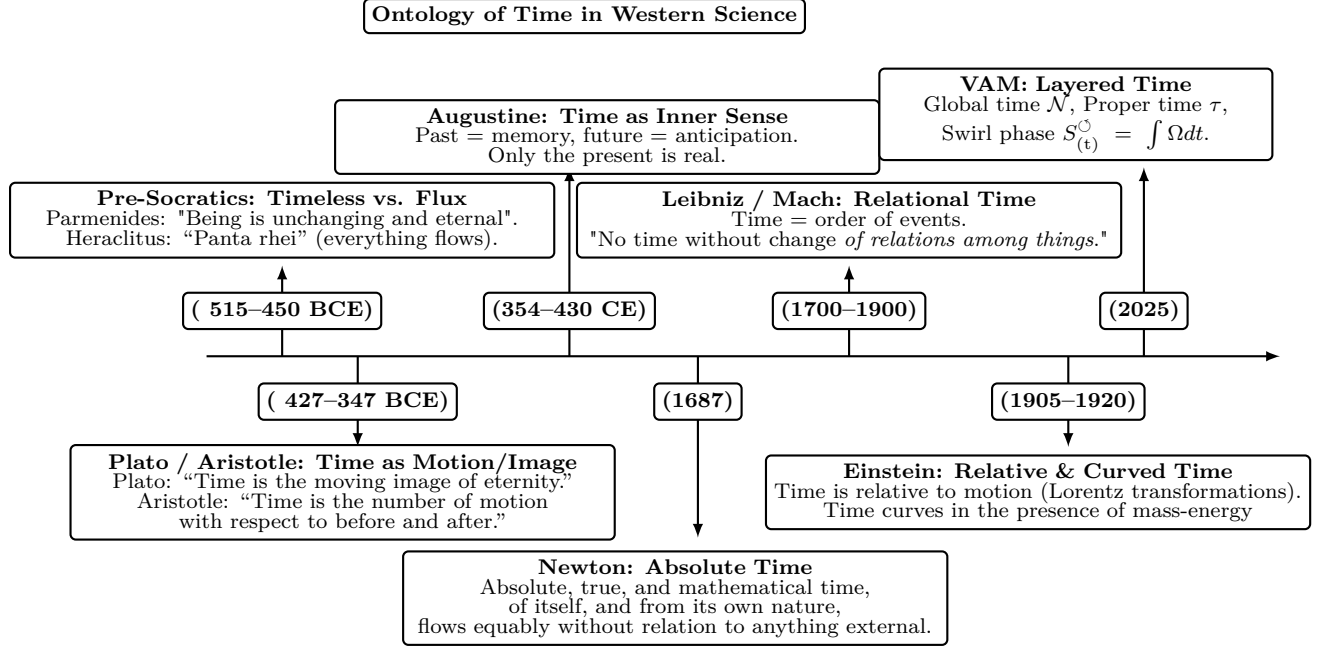 Ontology of Time in Western Science
VAM: Layered Time
Global time 𝒩, Proper time τ,
Swirl phase S₍ₜ₎^↺ = ∫ Ωdt.
Augustine: Time as Inner Sense
Past = memory, future = anticipation.
Only the present is real.
Pre-Socratics: Timeless vs. Flux
Parmenides: "Being is unchanging and eternal".
Heraclitus: “Panta rhei” (everything flows).
Leibniz / Mach: Relational Time
Time = order of events.
"No time without change of relations among things."
( 515–450 BCE)
(354–430 CE)
(1700–1900)
(2025)
( 427–347 BCE)
(1687)
(1905–1920)
Plato / Aristotle: Time as Motion/Image
Plato: “Time is the moving image of eternity.”
Aristotle: “Time is the number of motion
with respect to before and after.”
Einstein: Relative & Curved Time
Time is relative to motion (Lorentz transformations).
Time curves in the presence of mass-energy
Newton: Absolute Time
Absolute, true, and mathematical time,
of itself, and from its own nature,
flows equably without relation to anything external.